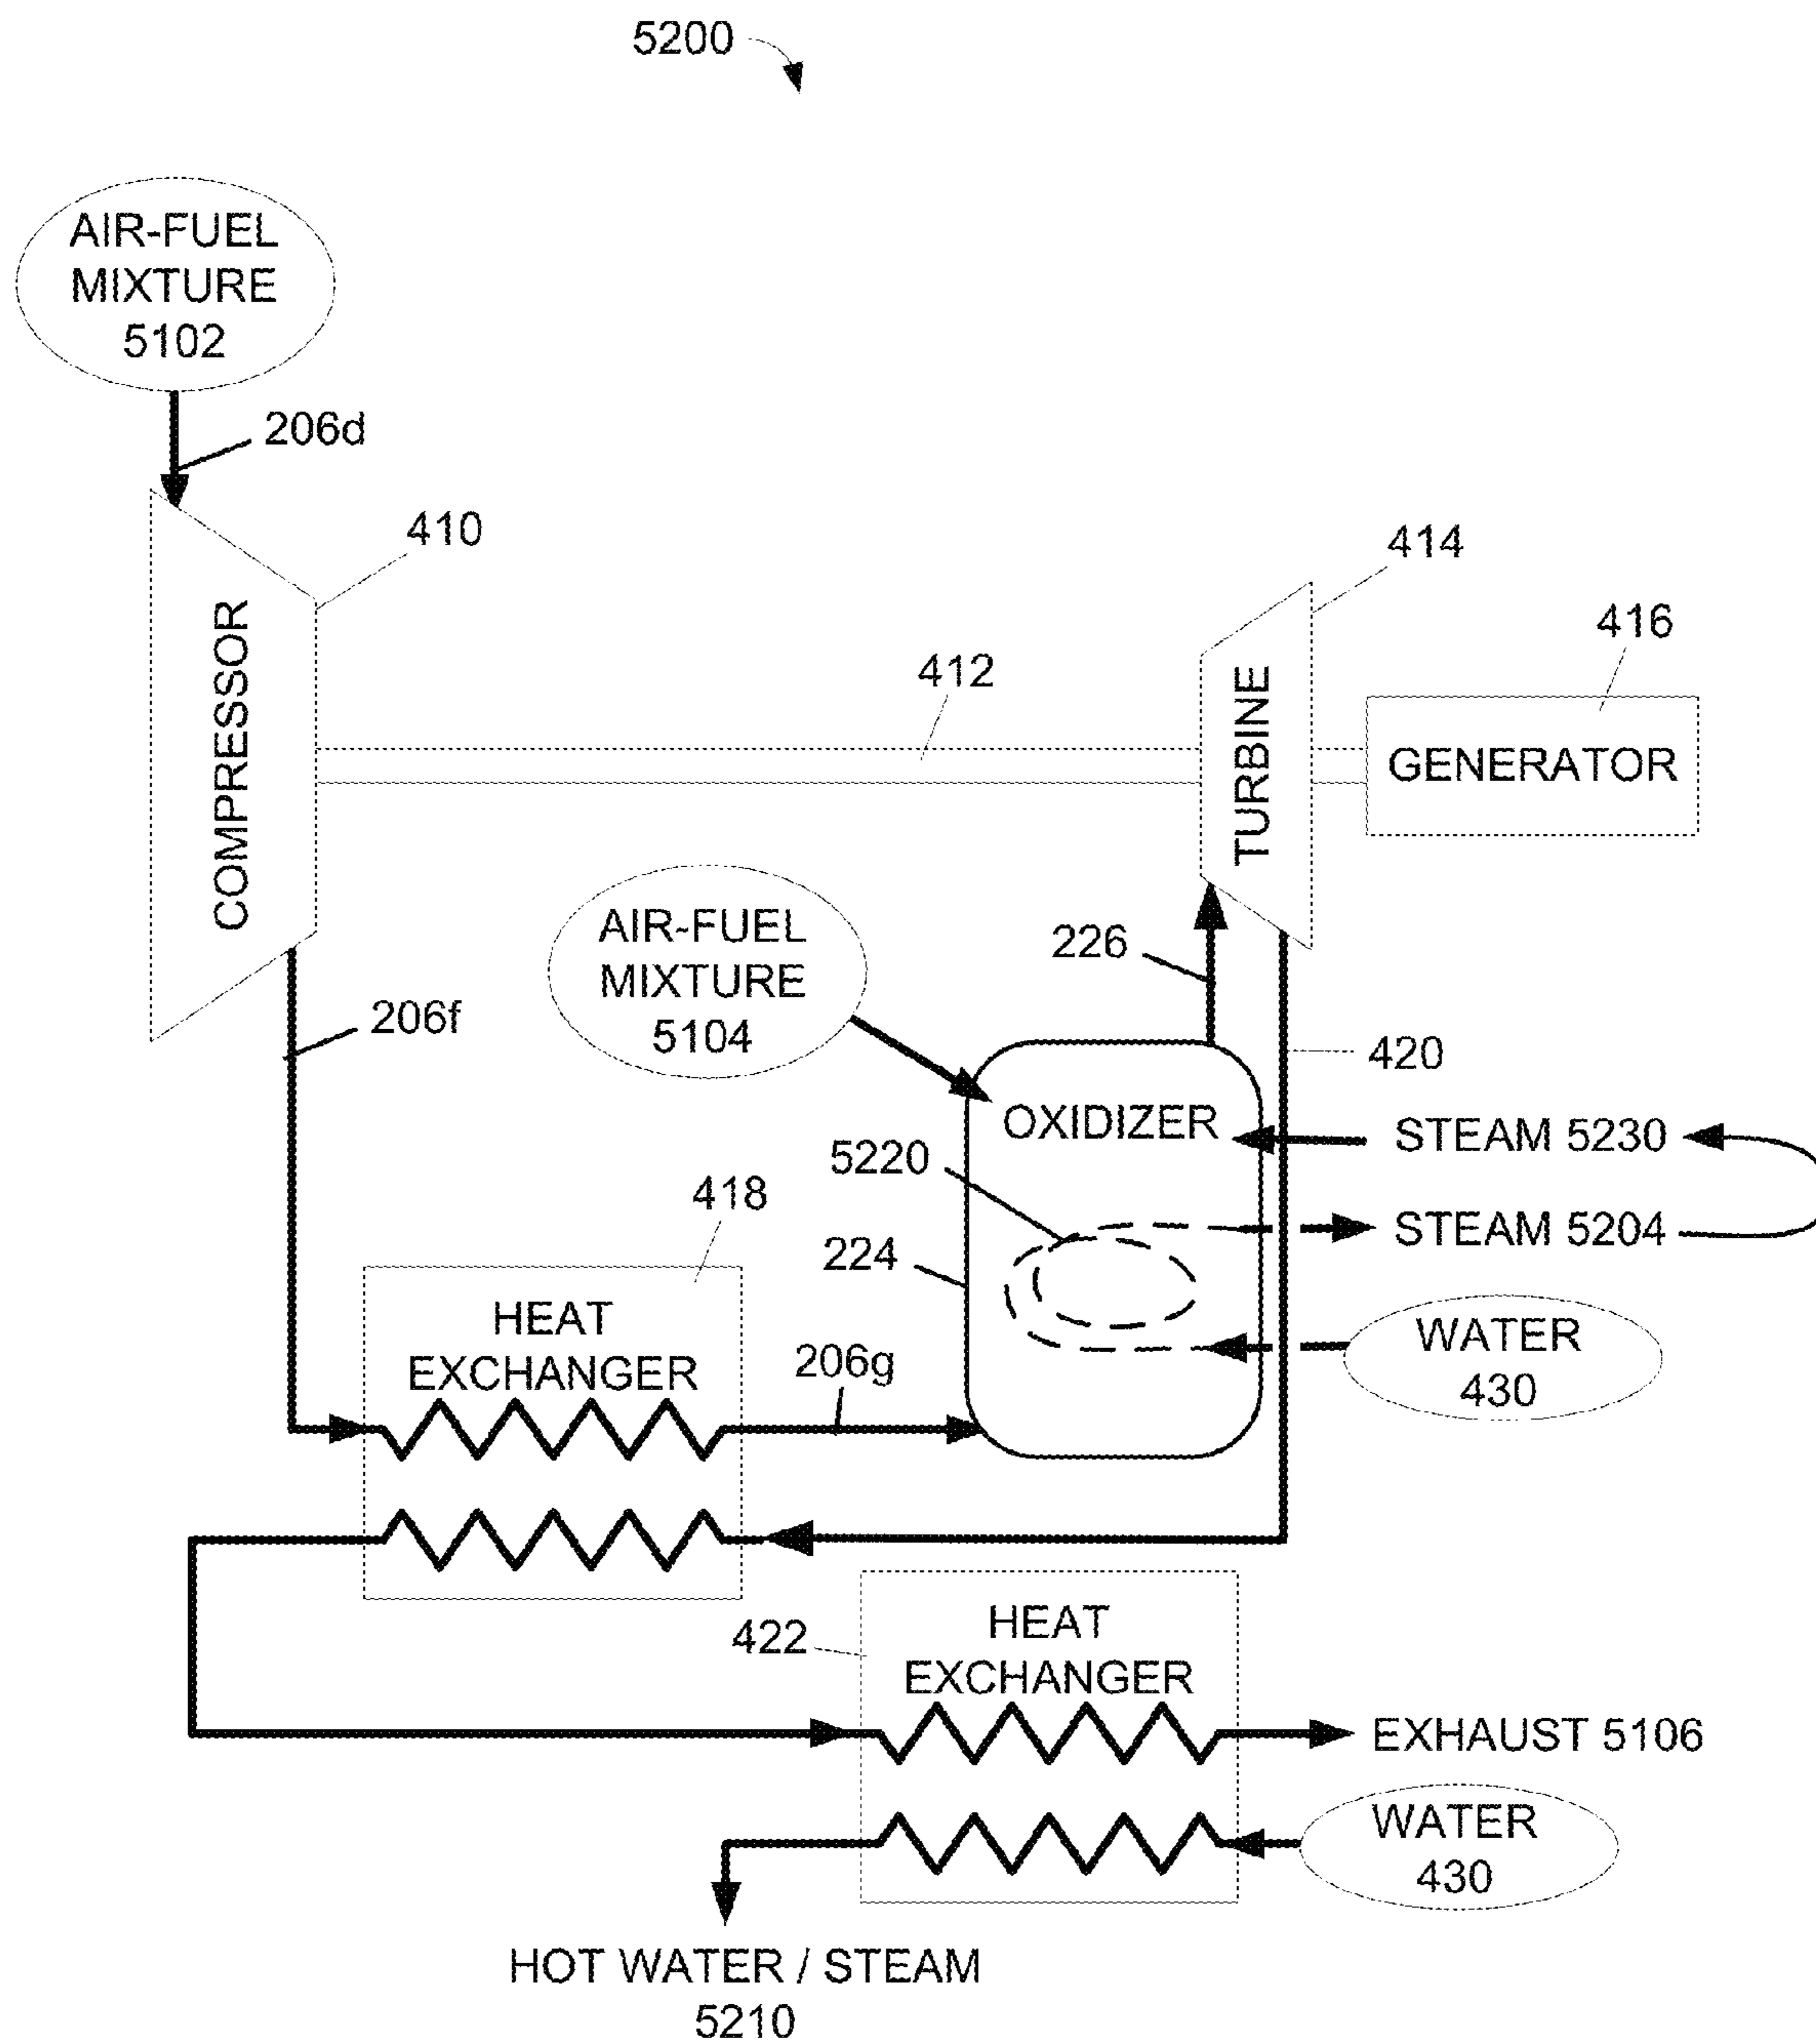 5200
AIR-FUEL
MIXTURE
5102
206d
410
414
416
412
COMPRESSOR
TURBINE
GENERATOR
AIR-FUEL
MIXTURE
5104
226
206f
420
OXIDIZER
STEAM 5230
5220
418
STEAM 5204
224
HEAT
EXCHANGER
WATER
430
206g
422
HEAT
EXCHANGER
EXHAUST 5106
WATER
430
HOT WATER / STEAM
5210